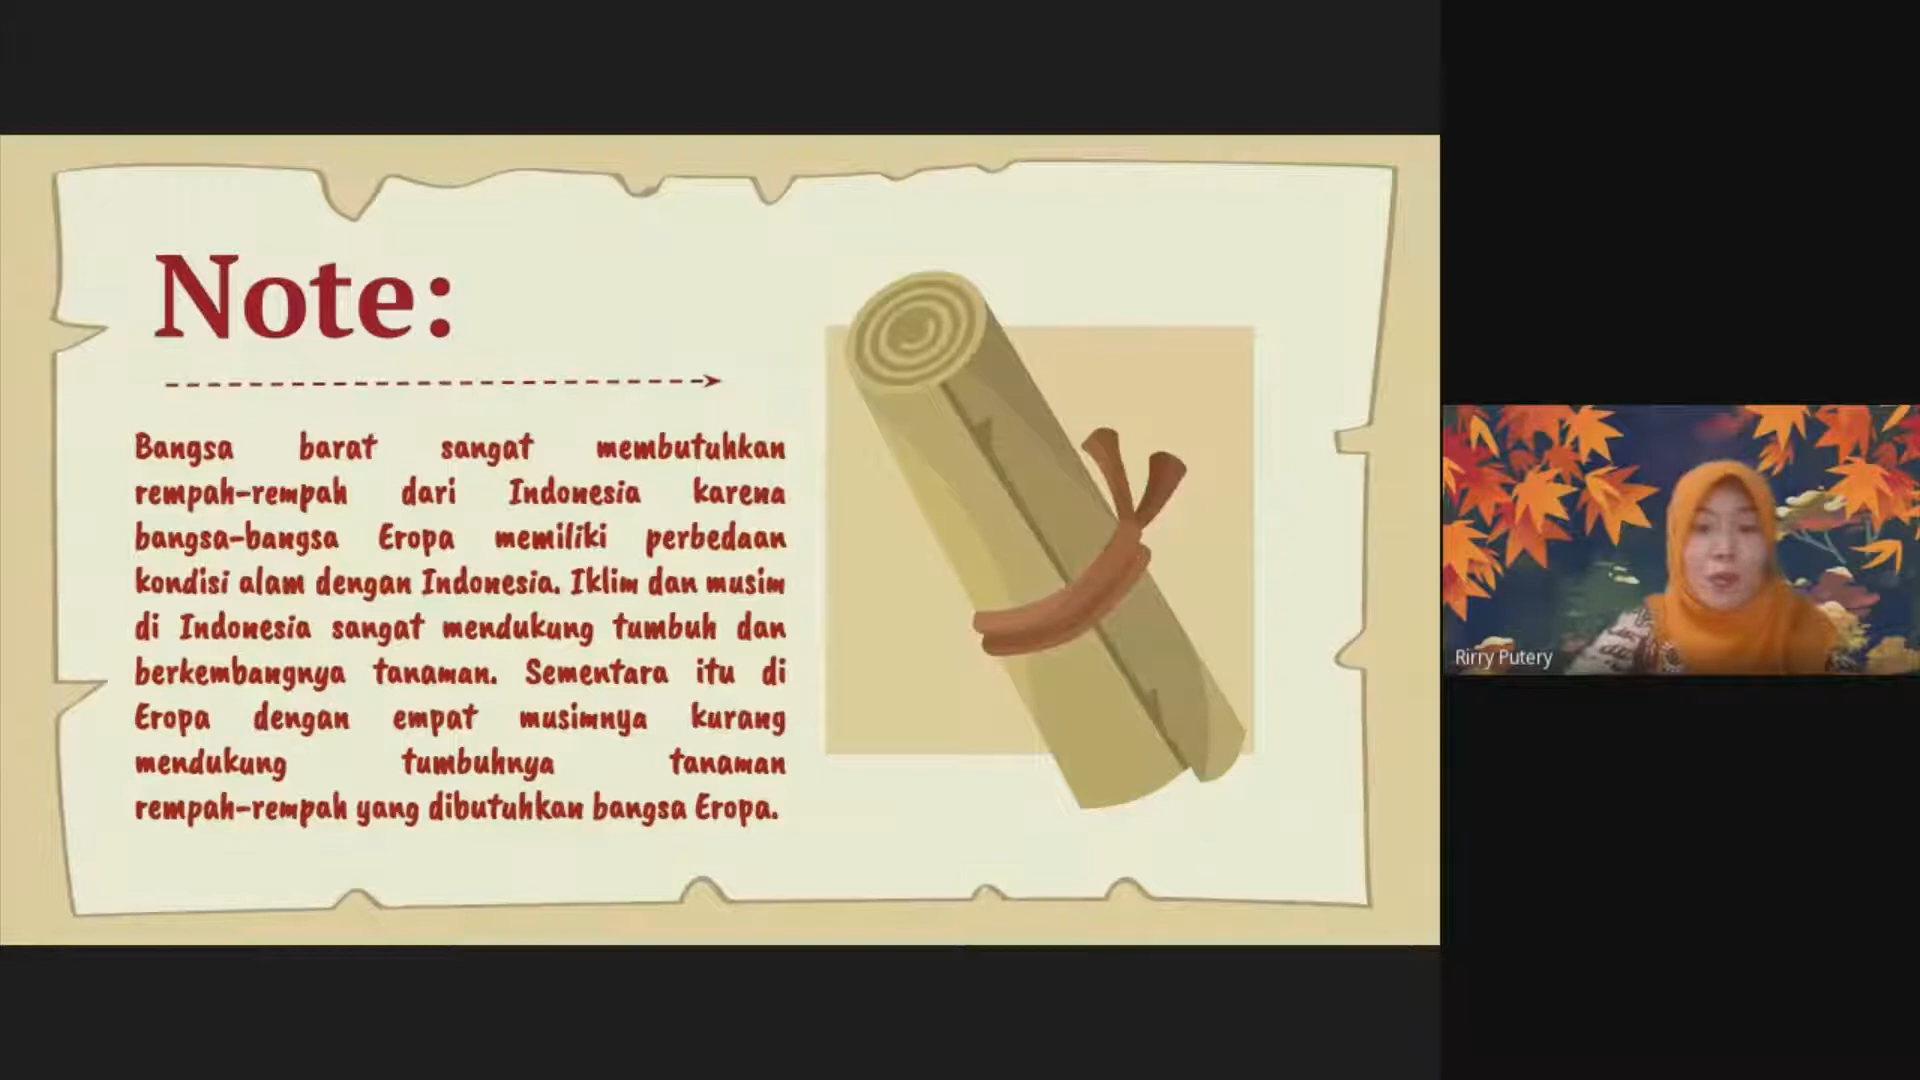 Note:
Bangsa barat sangat membutuhkan
rempah-rempah dari Indonesia karena
bangsa-bangsa Eropa memiliki perbedaan
kondisi alam dengan Indonesia. Iklim dan musim
di Indonesia sangat mendukung tumbuh dan
berkembangnya tanaman. Sementara itu di
Eropa dengan empat musimnya kurang
mendukung tumbuhnya tanaman
rempah-rempah yang dibutuhkan bangsa Eropa.
Rirry Putery